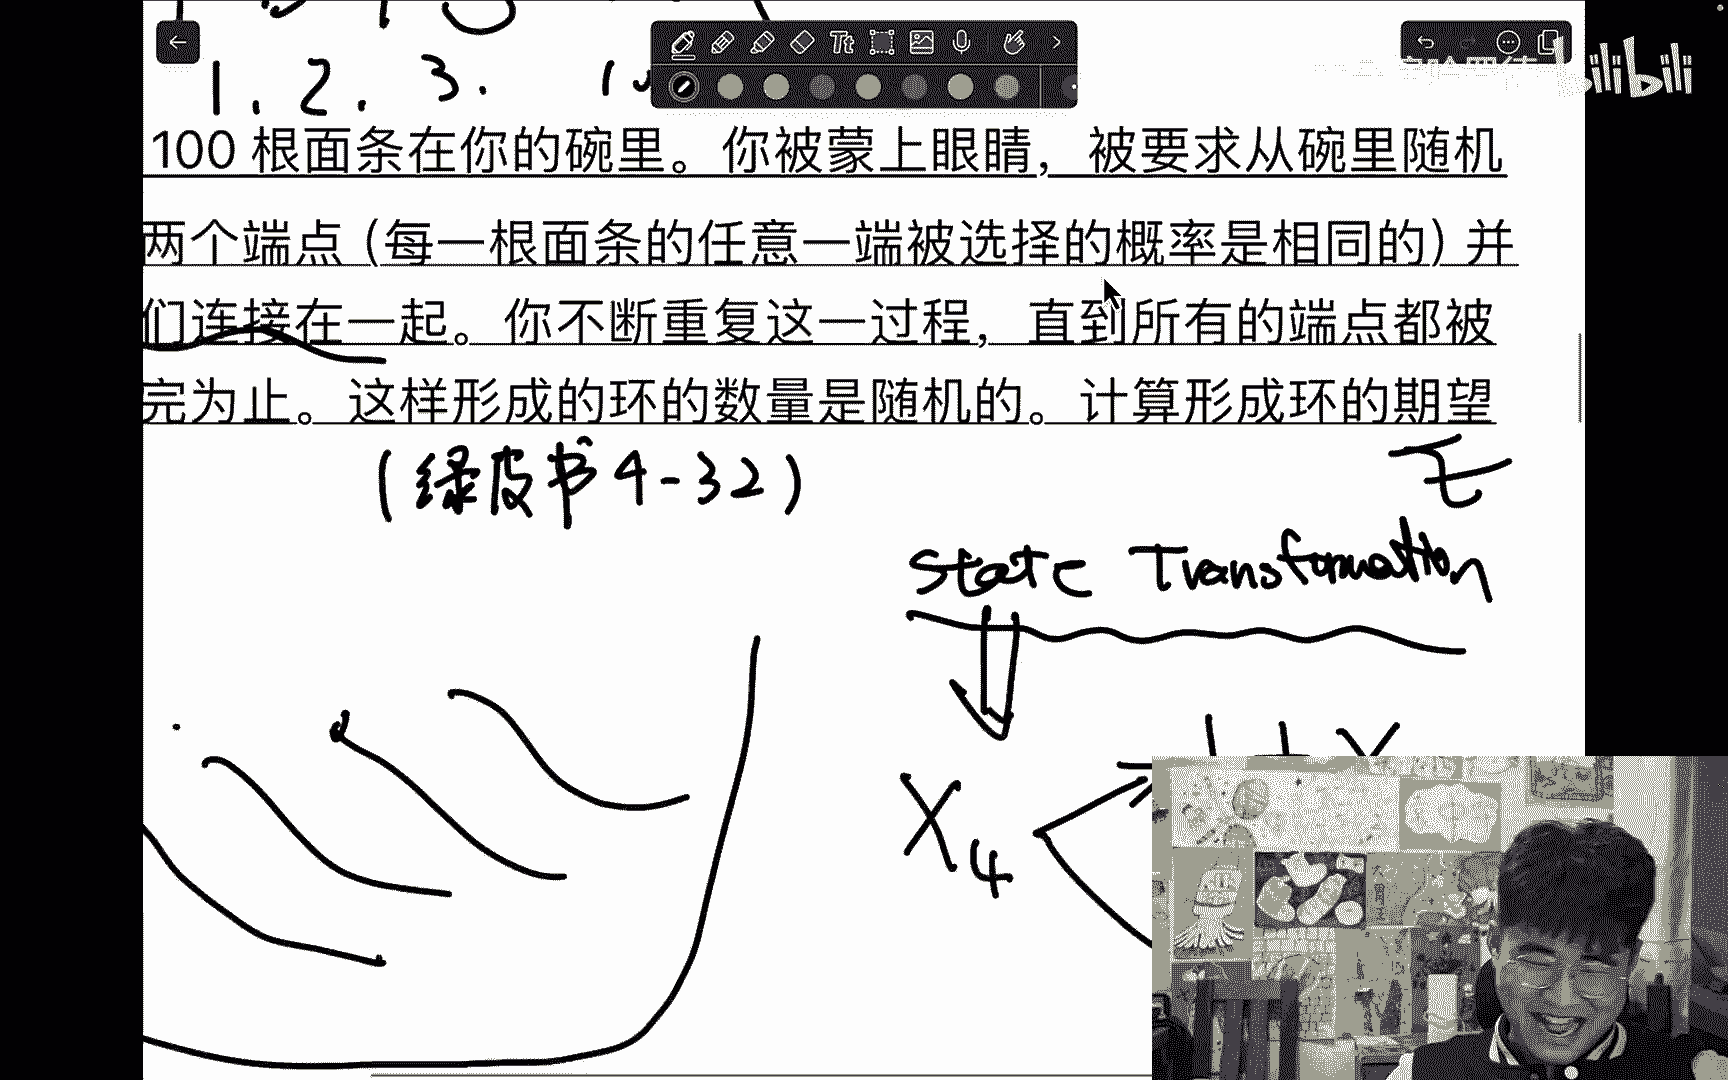 1. 2. 3.
bilibili
100 根面条在你的碗里。你被蒙上眼睛，被要求从碗里随机
两个端点（每一根面条的任意一端被选择的概率是相同的）并
们连接在一起。你不断重复这一过程，直到所有的端点都被
完为止。这样形成的环的数量是随机的。计算形成环的期望
(绿皮书 4-32)
State Transformation
X4